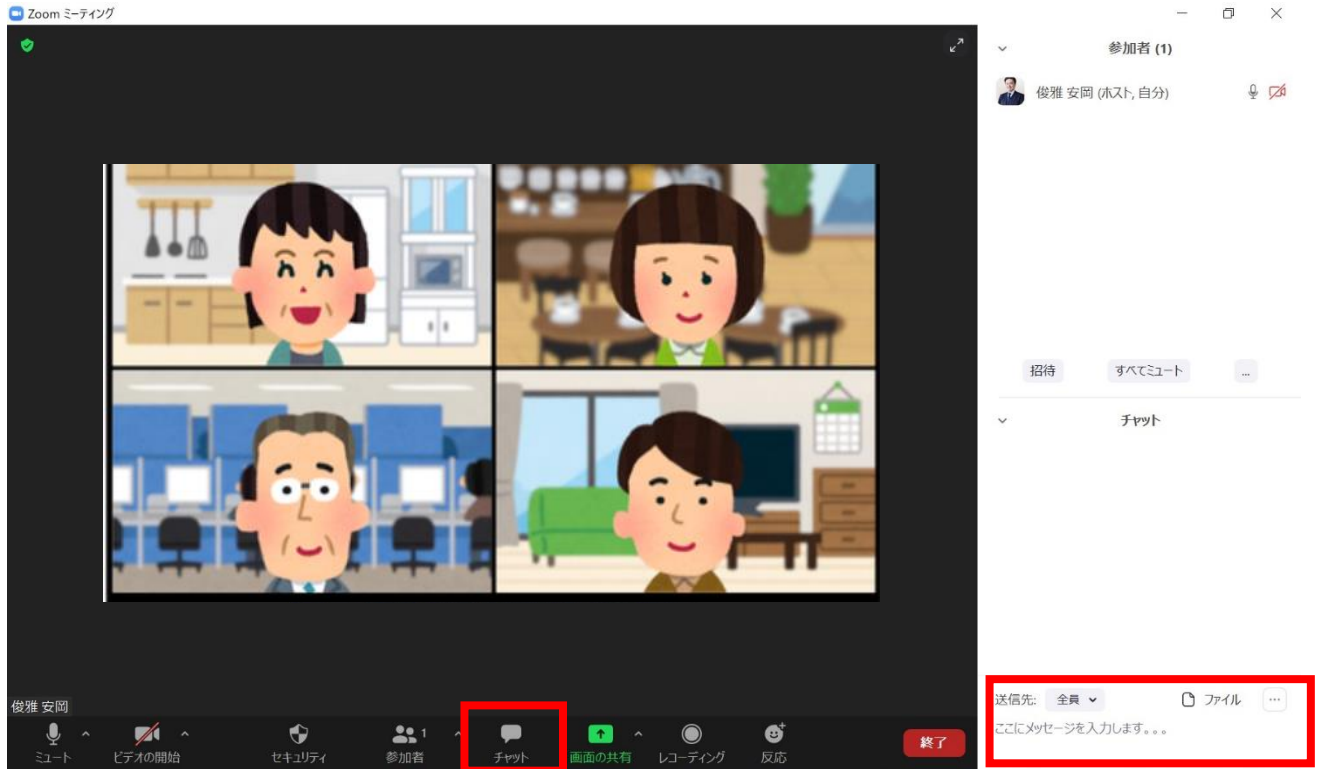 Zoom ミーティング
参加者 (1)
俊雅 安岡 (ホスト, 自分)
招待 すべてミュート ...
チャット
送信先: 全員 ファイル ...
ここにメッセージを入力します。。。
俊雅 安岡
1
ミュート ビデオの開始 セキュリティ 参加者 チャット 画面の共有 レコーディング 反応 終了